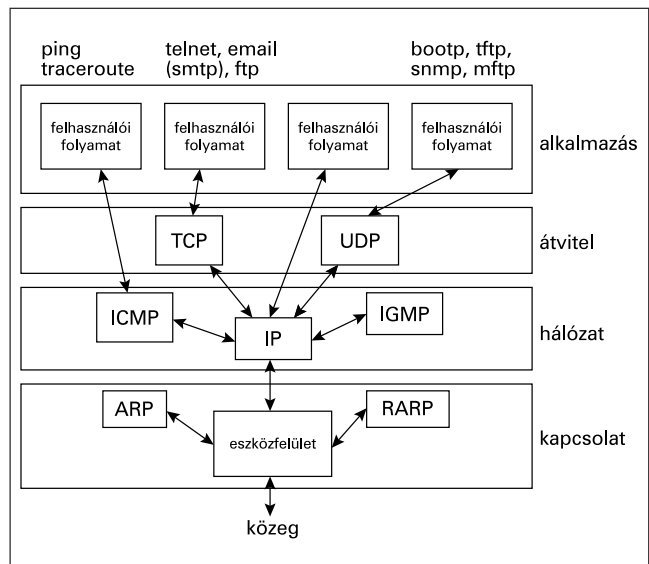 ping
traceroute
telnet, email
(smtp), ftp
bootp, tftp,
snmp, mftp
felhasználói
folyamat
felhasználói
folyamat
felhasználói
folyamat
felhasználói
folyamat
alkalmazás
TCP
UDP
átvitel
ICMP
IP
IGMP
hálózat
ARP
eszközfelület
RARP
kapcsolat
közeg